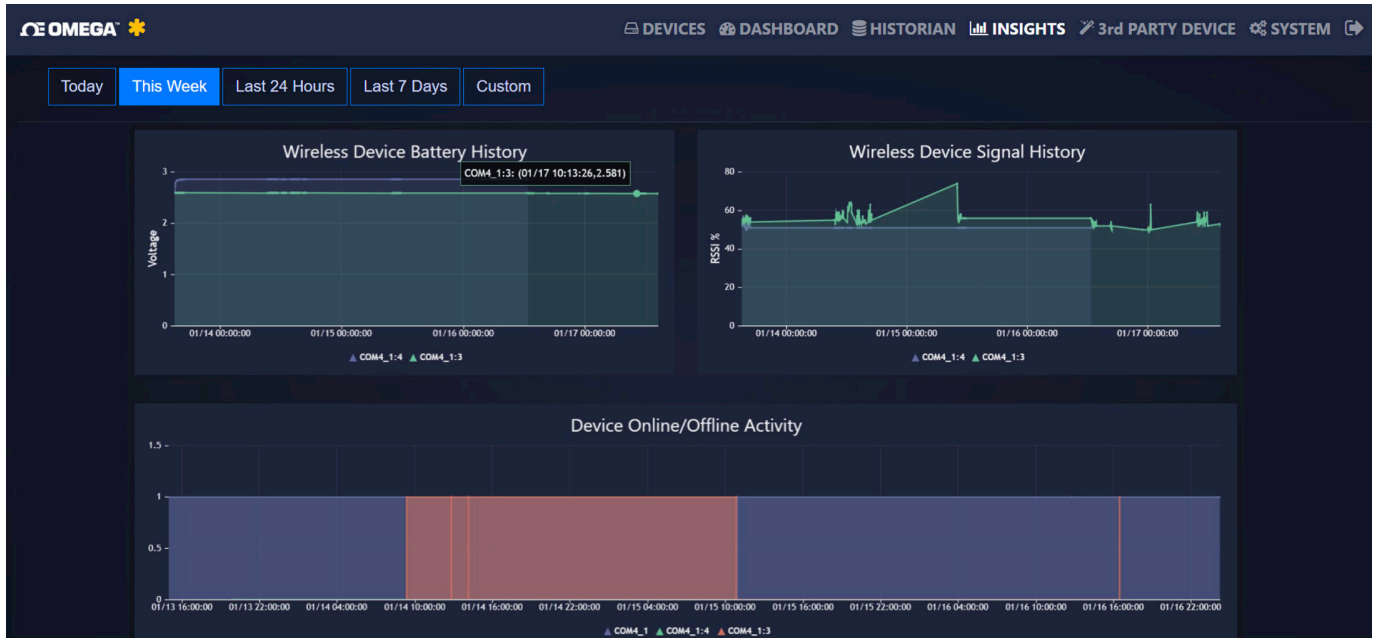 ΩE OMEGA™
DEVICES DASHBOARD HISTORIAN INSIGHTS 3rd PARTY DEVICE SYSTEM
Today This Week Last 24 Hours Last 7 Days Custom
Wireless Device Battery History
COM4_1:3: (01/17 10:13:26,2.581)
3
2
1
0
Voltage
01/14 00:00:00 01/15 00:00:00 01/16 00:00:00 01/17 00:00:00
COM4_1:4 COM4_1:3
Wireless Device Signal History
80
60
40
20
0
RSSI %
01/14 00:00:00 01/15 00:00:00 01/16 00:00:00 01/17 00:00:00
COM4_1:4 COM4_1:3
Device Online/Offline Activity
1.5
1
0.5
0
01/13 16:00:00 01/13 22:00:00 01/14 04:00:00 01/14 10:00:00 01/14 16:00:00 01/14 22:00:00 01/15 04:00:00 01/15 10:00:00 01/15 16:00:00 01/15 22:00:00 01/16 04:00:00 01/16 10:00:00 01/16 16:00:00 01/16 22:00:00
COM4_1 COM4_1:4 COM4_1:3